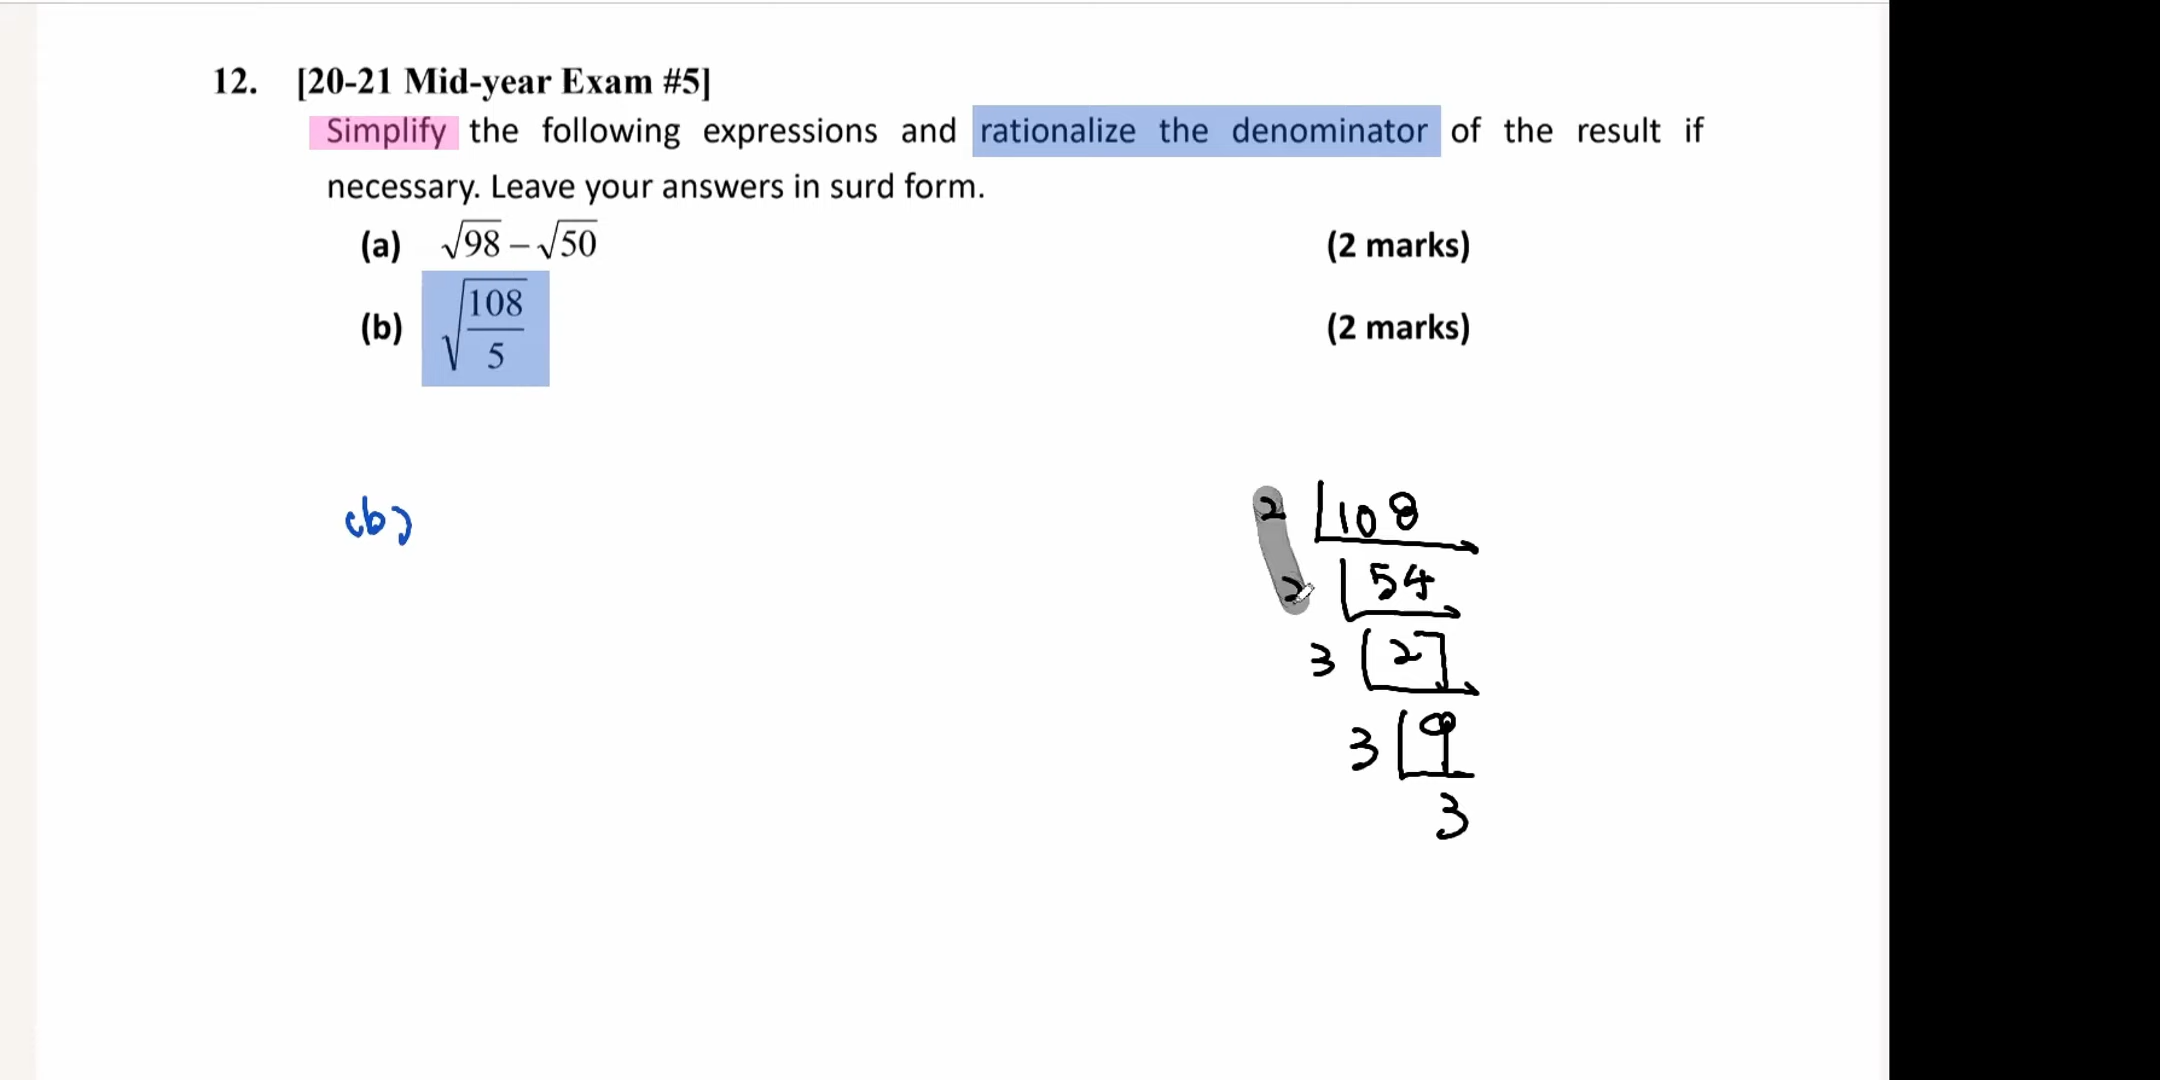 12. [20-21 Mid-year Exam #5]
Simplify the following expressions and rationalize the denominator of the result if
necessary. Leave your answers in surd form.
(a) √98 – √50 (2 marks)
(b) √(108/5) (2 marks)
(b)
2 108
2 54
3 27
3 9
3